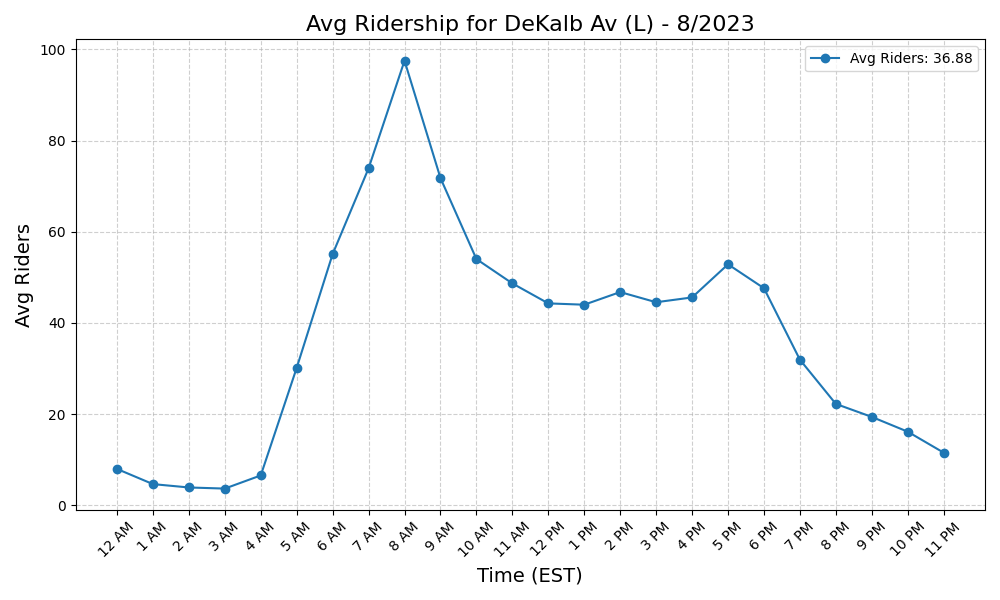 Avg Ridership for DeKalb Av (L) - 8/2023
Avg Riders: 36.88
Avg Riders
100
80
60
40
20
0
12 AM
1 AM
2 AM
3 AM
4 AM
5 AM
6 AM
7 AM
8 AM
9 AM
10 AM
11 AM
12 PM
1 PM
2 PM
3 PM
4 PM
5 PM
6 PM
7 PM
8 PM
9 PM
10 PM
11 PM
Time (EST)